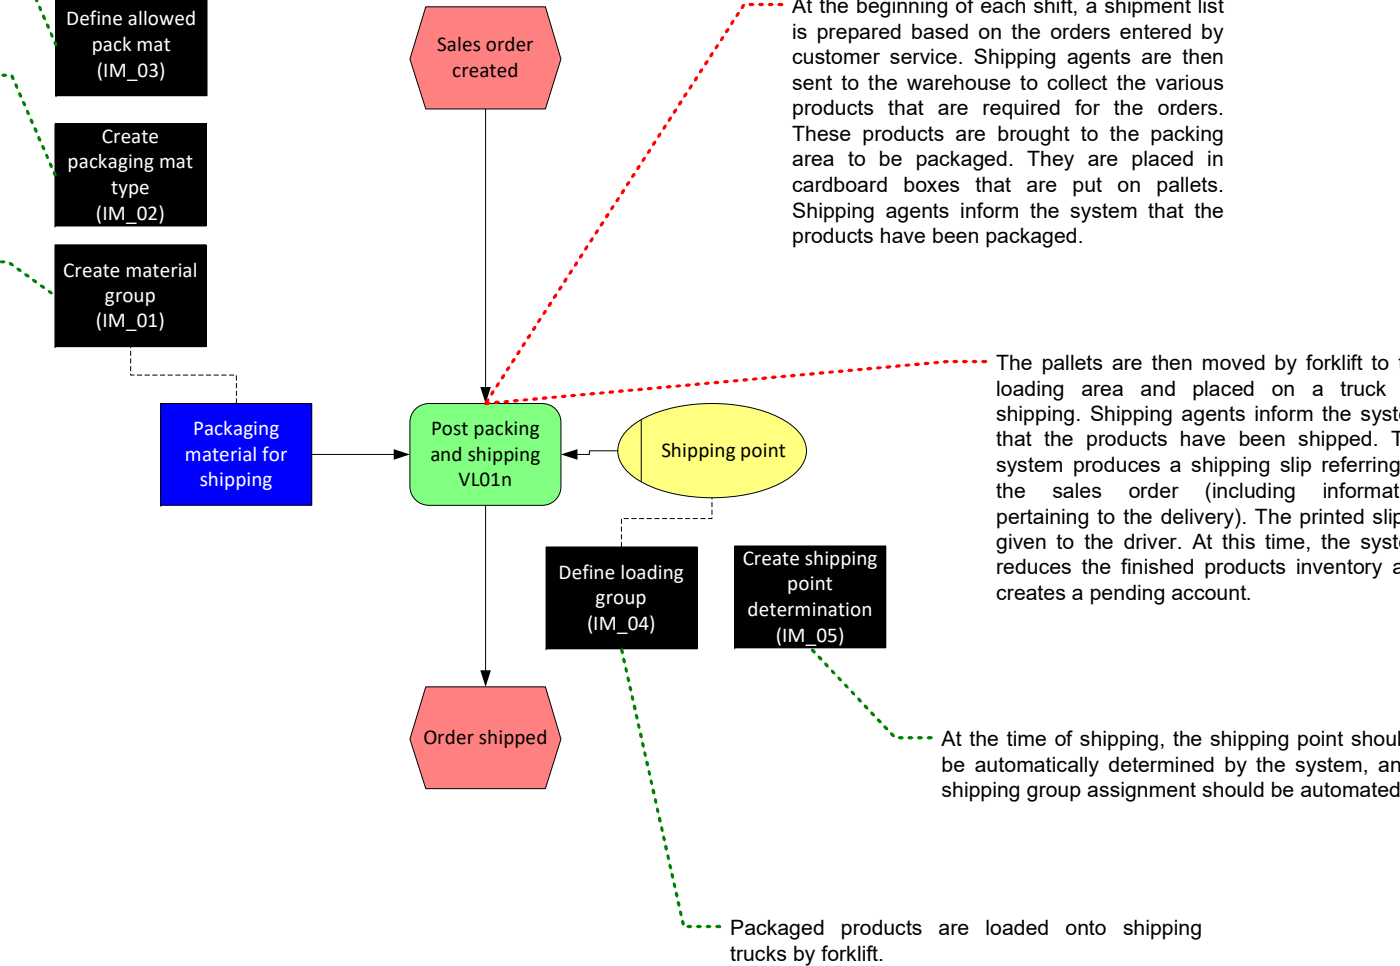 Define allowed
pack mat
(IM_03)
Sales order
created
At the beginning of each shift, a shipment list
is prepared based on the orders entered by
customer service. Shipping agents are then
sent to the warehouse to collect the various
products that are required for the orders.
These products are brought to the packing
area to be packaged. They are placed in
cardboard boxes that are put on pallets.
Shipping agents inform the system that the
products have been packaged.
Create
packaging mat
type
(IM_02)
Create material
group
(IM_01)
The pallets are then moved by forklift to
loading area and placed on a truck
shipping. Shipping agents inform the
that the products have been shipped.
system produces a shipping slip referring
the sales order (including
pertaining to the delivery). The printed slip
given to the driver. At this time, the
reduces the finished products inventory
creates a pending account.
Packaging
material for
shipping
Post packing
and shipping
VL01n
Shipping point
Define loading
group
(IM_04)
Create shipping
point
determination
(IM_05)
Order shipped
At the time of shipping, the shipping point
be automatically determined by the system,
shipping group assignment should be automated
Packaged products are loaded onto shipping
trucks by forklift.